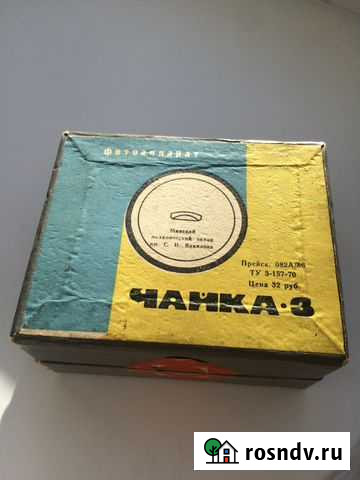 Фотоаппарат
Минский
механический завод
им. С. И. Вавилова
Прейск. 082А/86
ТУ 3-157-70
Цена 32 руб.
ЧАЙКА·3
rosndv.ru